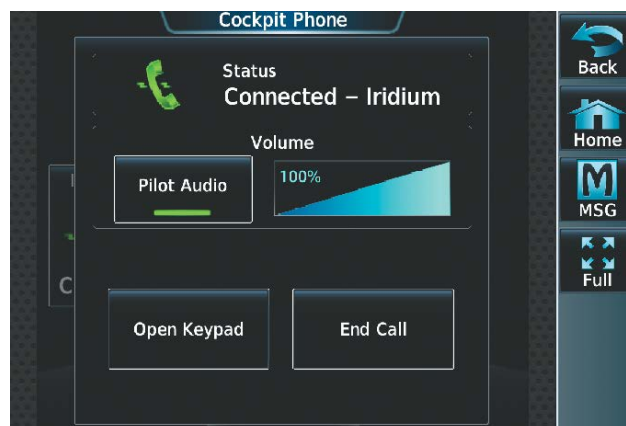 Cockpit Phone
Status
Connected – Iridium
Volume
Pilot Audio
100%
Open Keypad
End Call
C
Back
Home
MSG
Full